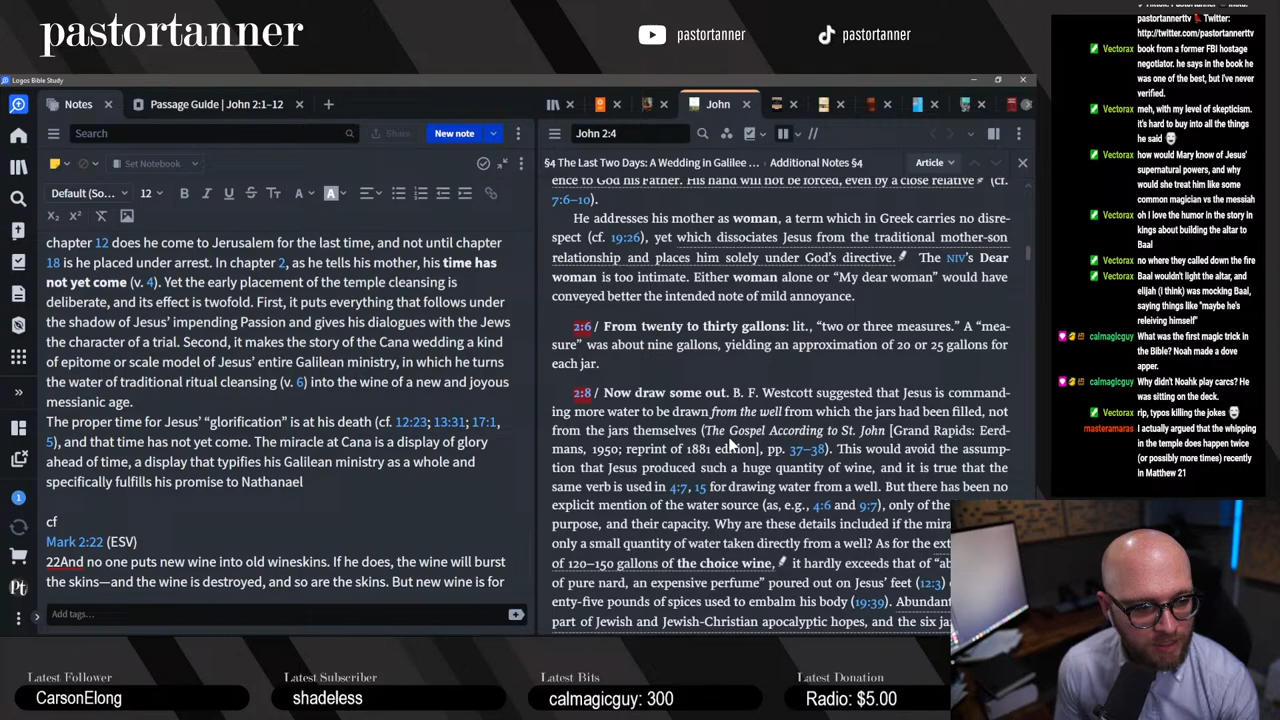 pastortanner
pastortanner
pastortanner
Logos Bible Study
Notes
Passage Guide | John 2:1–12
John
Search
Share
New note
John 2:4
Set Notebook
§4 The Last Two Days: A Wedding in Galilee ...
Additional Notes §4
Article
Default (So...
12
chapter 12 does he come to Jerusalem for the last time, and not until chapter
18 is he placed under arrest. In chapter 2, as he tells his mother, his time has
not yet come (v. 4). Yet the early placement of the temple cleansing is
deliberate, and its effect is twofold. First, it puts everything that follows under
the shadow of Jesus’ impending Passion and gives his dialogues with the Jews
the character of a trial. Second, it makes the story of the Cana wedding a kind
of epitome or scale model of Jesus’ entire Galilean ministry, in which he turns
the water of traditional ritual cleansing (v. 6) into the wine of a new and joyous
messianic age.
The proper time for Jesus’ “glorification” is at his death (cf. 12:23; 13:31; 17:1,
5), and that time has not yet come. The miracle at Cana is a display of glory
ahead of time, a display that typifies his Galilean ministry as a whole and
specifically fulfills his promise to Nathanael
cf
Mark 2:22 (ESV)
22And no one puts new wine into old wineskins. If he does, the wine will burst
the skins—and the wine is destroyed, and so are the skins. But new wine is for
Add tags...
ence to God his Father. His hand will not be forced, even by a close relative (cf.
7:6–10).
He addresses his mother as woman, a term which in Greek carries no disre-
spect (cf. 19:26), yet which dissociates Jesus from the traditional mother-son
relationship and places him solely under God’s directive. The NIV’s Dear
woman is too intimate. Either woman alone or “My dear woman” would have
conveyed better the intended note of mild annoyance.
2:6 / From twenty to thirty gallons: lit., “two or three measures.” A “mea-
sure” was about nine gallons, yielding an approximation of 20 or 25 gallons for
each jar.
2:8 / Now draw some out. B. F. Westcott suggested that Jesus is command-
ing more water to be drawn from the well from which the jars had been filled, not
from the jars themselves (The Gospel According to St. John [Grand Rapids: Eerd-
mans, 1950; reprint of 1881 edition], pp. 37–38). This would avoid the assump-
tion that Jesus produced such a huge quantity of wine, and it is true that the
same verb is used in 4:7, 15 for drawing water from a well. But there has been no
explicit mention of the water source (as, e.g., 4:6 and 9:7), only of the
purpose, and their capacity. Why are these details included if the mira
only a small quantity of water taken directly from a well? As for the ext
of 120–150 gallons of the choice wine, it hardly exceeds that of “ab
of pure nard, an expensive perfume” poured out on Jesus’ feet (12:3)
enty-five pounds of spices used to embalm his body (19:39). Abundant
part of Jewish and Jewish-Christian apocalyptic hopes, and the six ja
pastortannerttv Twitter:
http://twitter.com/pastortannerttv
Vectorax book from a former FBI hostage
negotiator. he says in the book he
was one of the best, but i've never
verified.
Vectorax meh, with my level of skepticism.
it's hard to buy into all the things
he said
Vectorax how would Mary know of Jesus'
supernatural powers, and why
would she treat him like some
common magician vs the messiah
Vectorax oh I love the humor in the story in
kings about building the altar to
Baal
Vectorax no where they called down the fire
Vectorax Baal wouldn't light the altar, and
elijah (i think) was mocking Baal,
saying things like "maybe he's
releiving himself"
calmagicguy What was the first magic trick in
the Bible? Noah made a dove
apper.
calmagicguy Why didn't Noahk play carcs? He
was sitting on the deck.
Vectorax rip, typos killing the jokes
masteramaras I actually argued that the whipping
in the temple does happen twice
(or possibly more times) recently
in Matthew 21
Latest Follower
CarsonElong
Latest Subscriber
shadeless
Latest Bits
calmagicguy: 300
Latest Donation
Radio: $5.00